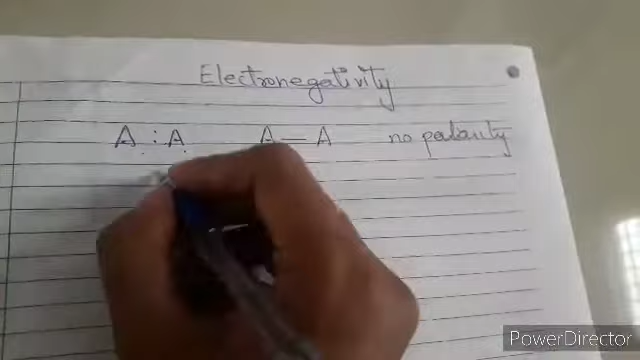 Electronegativity
A : A A — A no polarity
PowerDirector